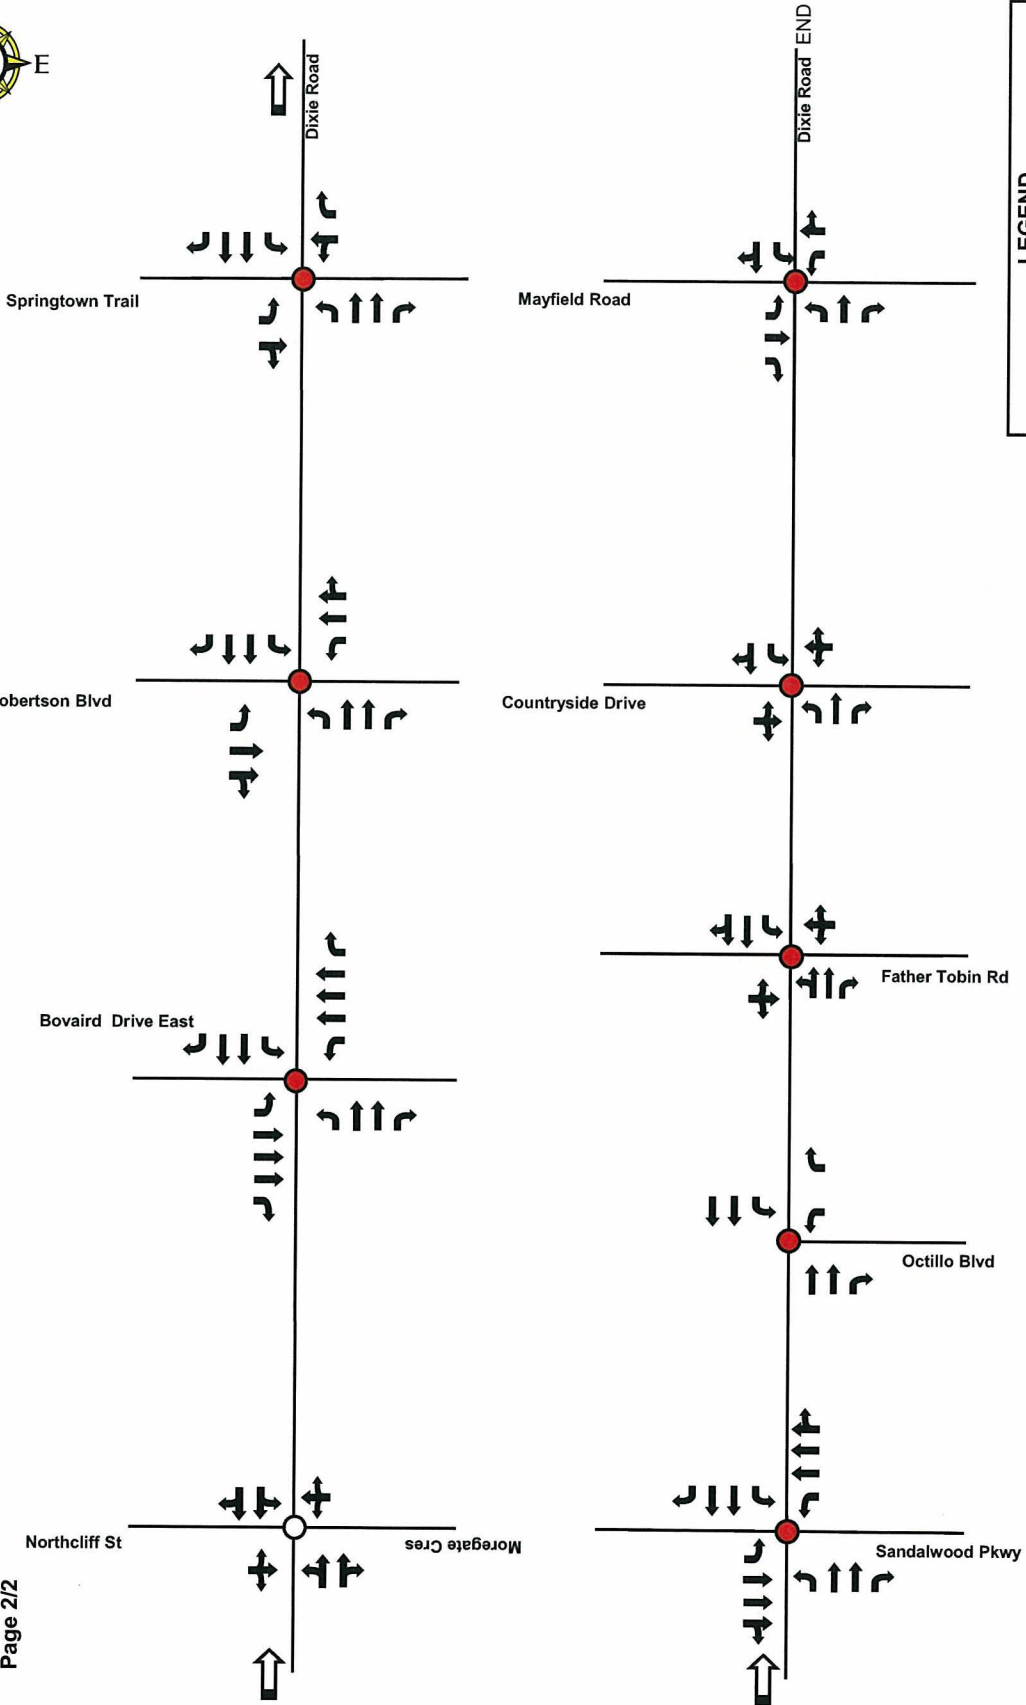 E
Dixie Road
Dixie Road END
LEGEND
Springtown Trail
Mayfield Road
obertson Blvd
Countryside Drive
Father Tobin Rd
Bovaird Drive East
Octillo Blvd
Northcliff St
Moregate Cres
Sandalwood Pkwy
Page 2/2